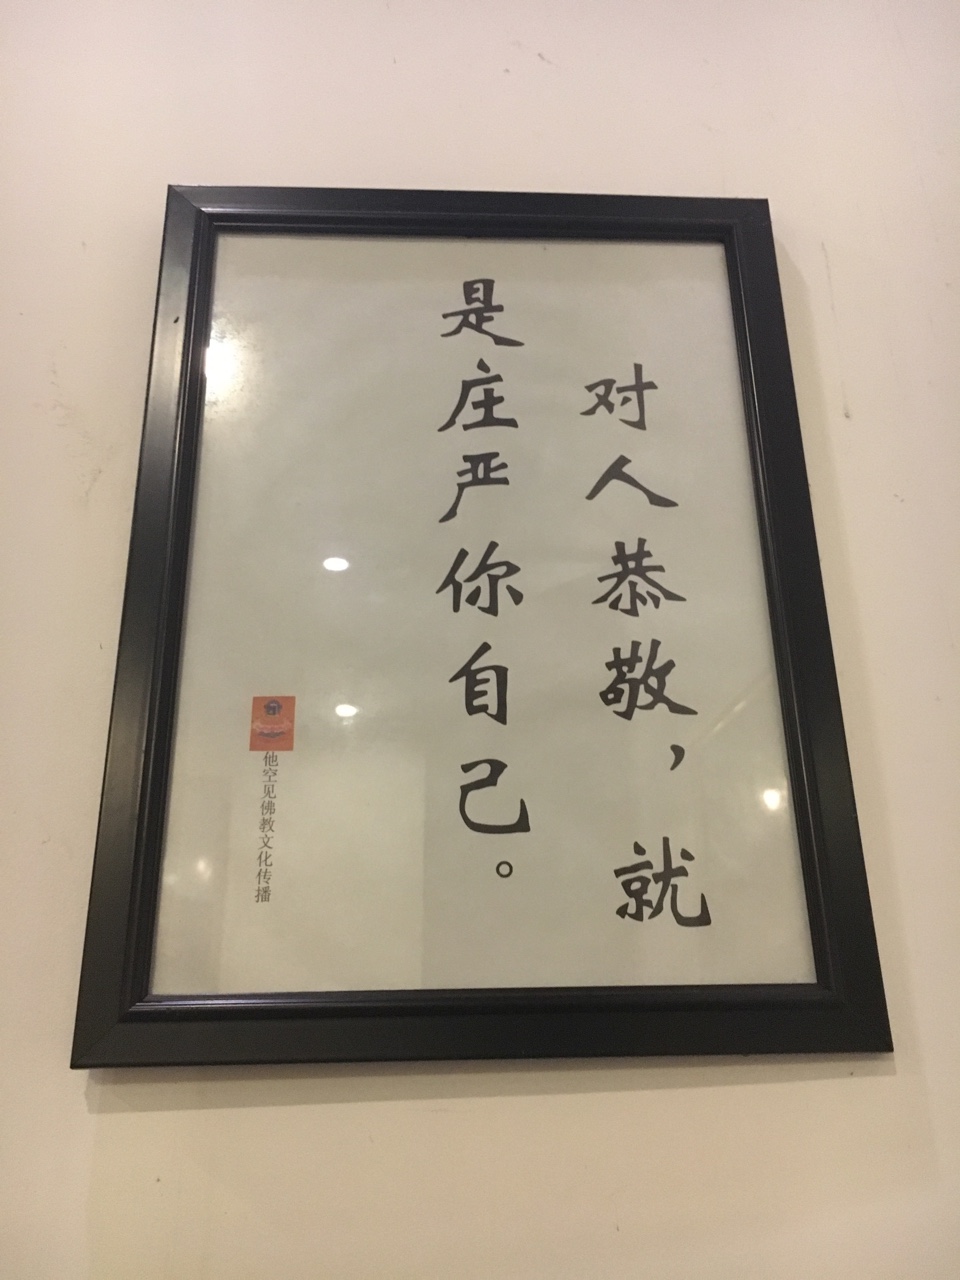 对人恭敬，就
是庄严你自己。
他空见佛教文化传播